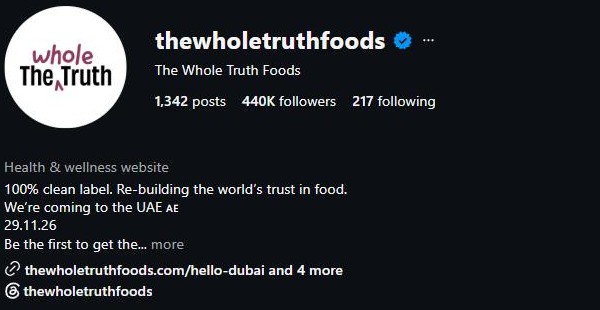 The whole Truth
thewholetruthfoods ...
The Whole Truth Foods
1,342 posts 440K followers 217 following
Health & wellness website
100% clean label. Re-building the world's trust in food.
We're coming to the UAE ᴀᴇ
29.11.26
Be the first to get the... more
thewholetruthfoods.com/hello-dubai and 4 more
thewholetruthfoods